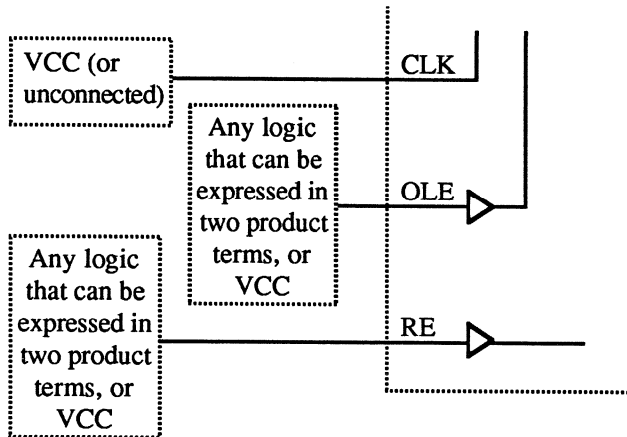 VCC (or
unconnected)
CLK
Any logic
that can be
expressed in
two product
terms, or
VCC
OLE
Any logic
that can be
expressed in
two product
terms, or
VCC
RE